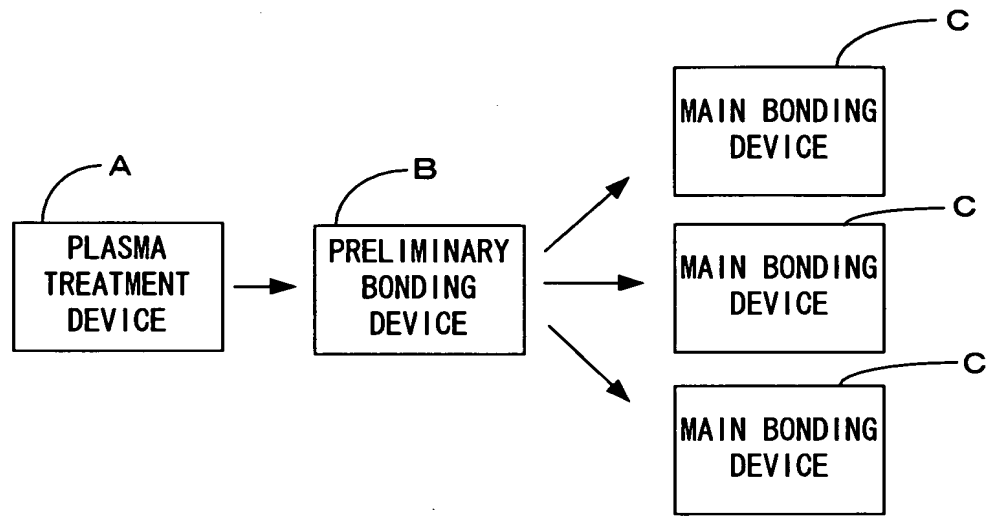 A
PLASMA
TREATMENT
DEVICE
B
PRELIMINARY
BONDING
DEVICE
C
MAIN BONDING
DEVICE
C
MAIN BONDING
DEVICE
C
MAIN BONDING
DEVICE